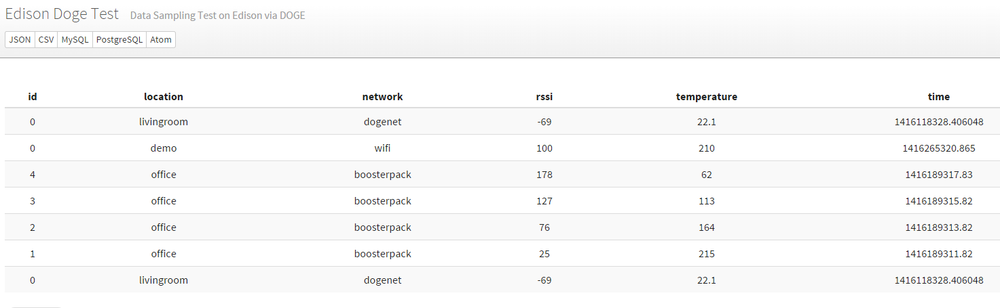 Edison Doge Test Data Sampling Test on Edison via DOGE
JSON CSV MySQL PostgreSQL Atom
id location network rssi temperature time
0 livingroom dogenet -69 22.1 1416118328.406048
0 demo wifi 100 210 1416265320.865
4 office boosterpack 178 62 1416189317.83
3 office boosterpack 127 113 1416189315.82
2 office boosterpack 76 164 1416189313.82
1 office boosterpack 25 215 1416189311.82
0 livingroom dogenet -69 22.1 1416118328.406048